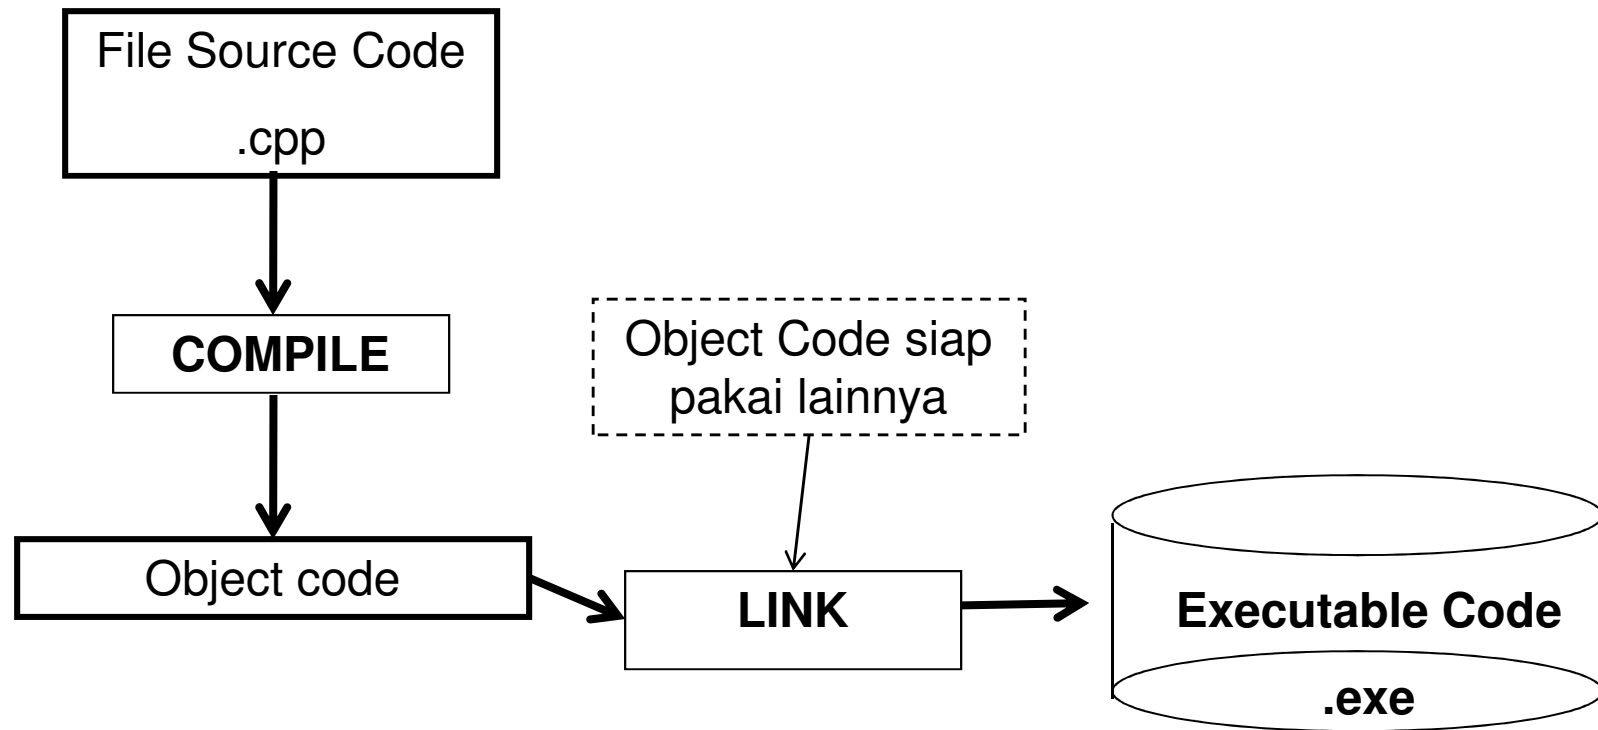 File Source Code
.cpp
COMPILE
Object Code siap
pakai lainnya
Object code
LINK
Executable Code
.exe